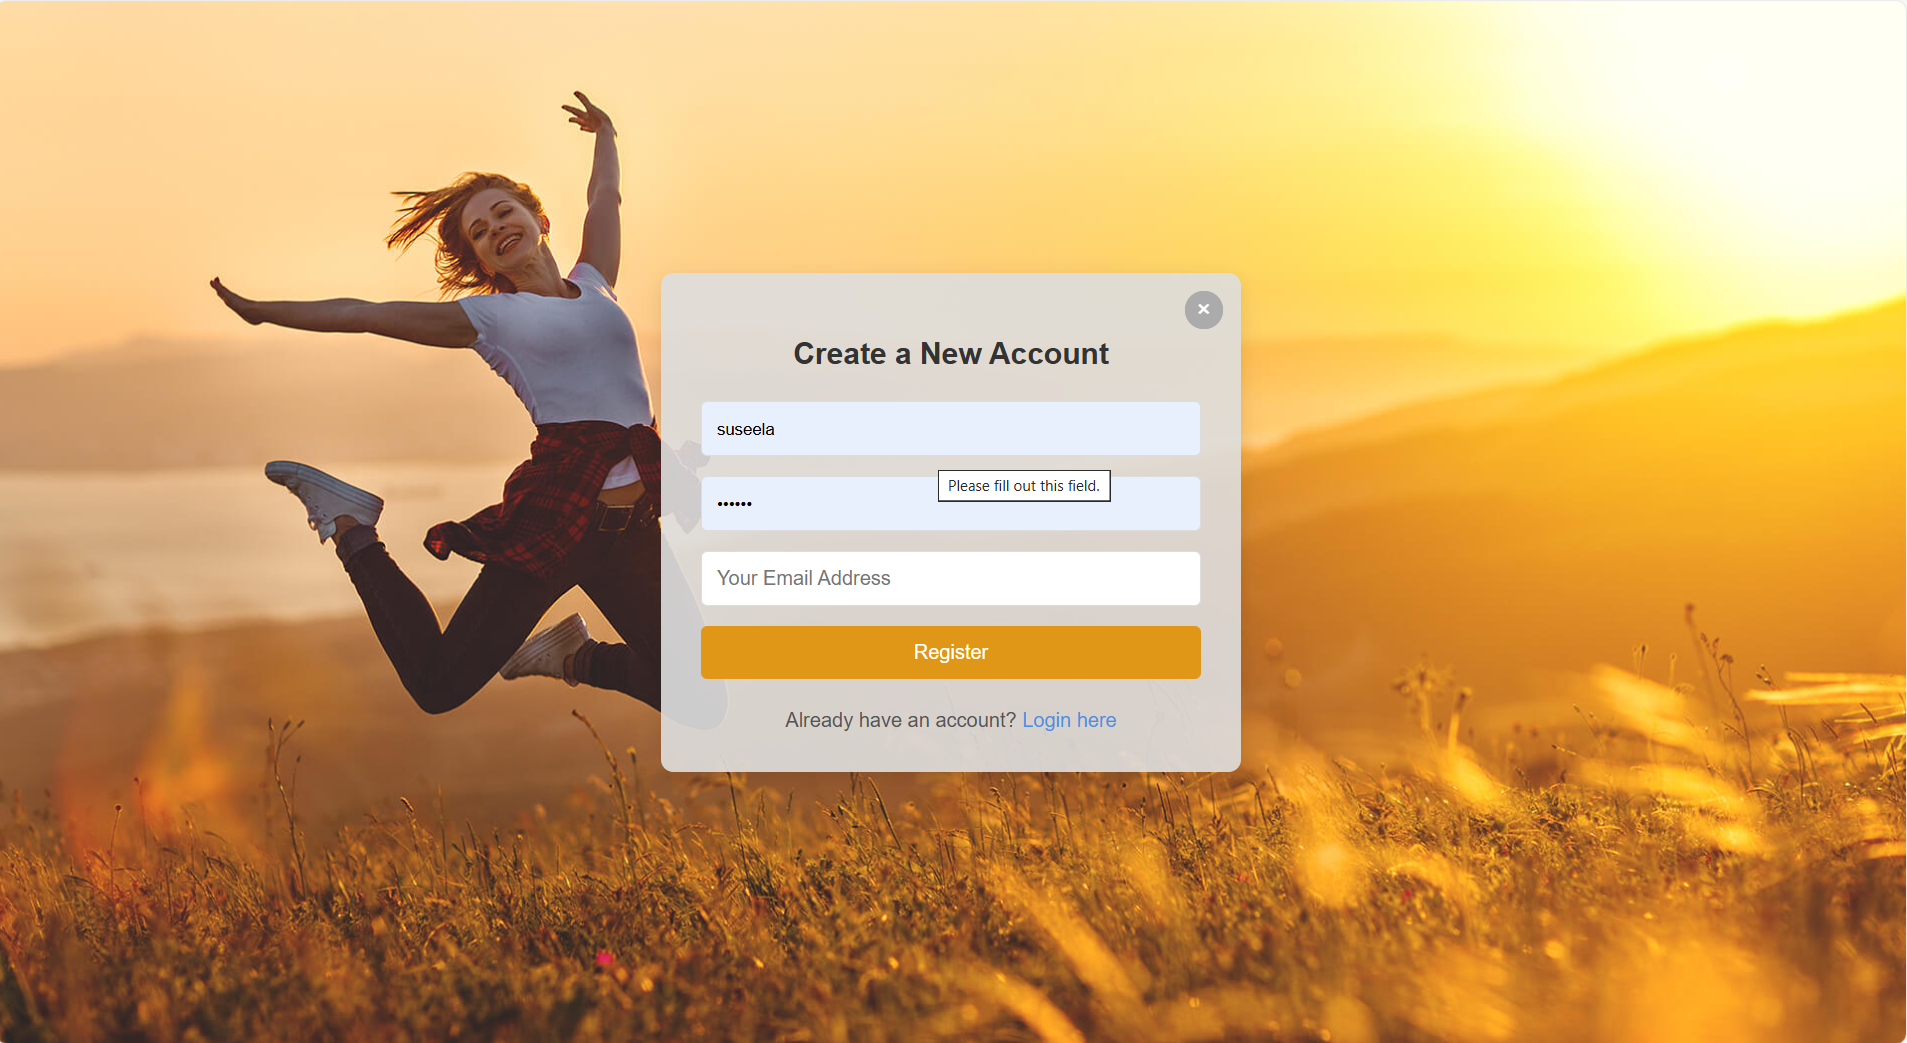 ×
Create a New Account
suseela
Please fill out this field.
••••••
Your Email Address
Register
Already have an account? Login here